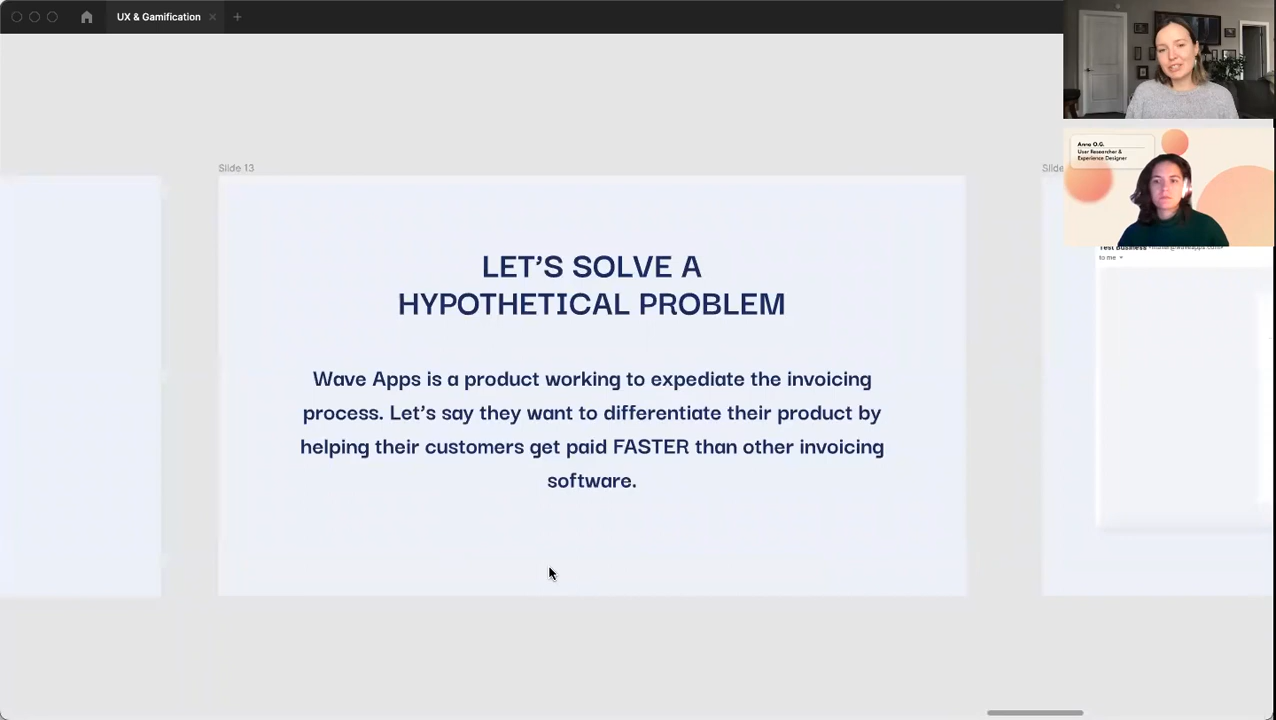 UX & Gamification
Anna O.G.
User Researcher &
Experience Designer
Slide 13
Slide
LET'S SOLVE A
HYPOTHETICAL PROBLEM
Wave Apps is a product working to expediate the invoicing
process. Let's say they want to differentiate their product by
helping their customers get paid FASTER than other invoicing
software.
Test Business
to me